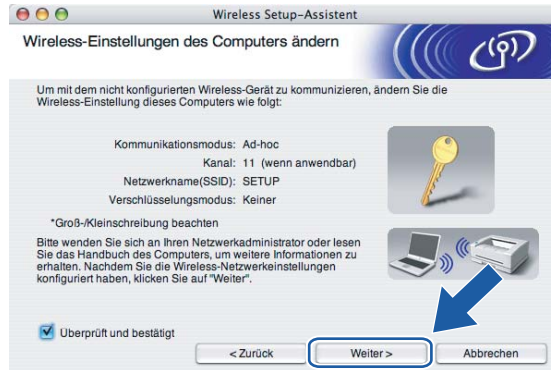 Wireless Setup-Assistent
Wireless-Einstellungen des Computers ändern
Um mit dem nicht konfigurierten Wireless-Gerät zu kommunizieren, ändern Sie die
Wireless-Einstellung dieses Computers wie folgt:
Kommunikationsmodus: Ad-hoc
Kanal: 11 (wenn anwendbar)
Netzwerkname(SSID): SETUP
Verschlüsselungsmodus: Keiner
*Groß-/Kleinschreibung beachten
Bitte wenden Sie sich an Ihren Netzwerkadministrator oder lesen
Sie das Handbuch des Computers, um weitere Informationen zu
erhalten. Nachdem Sie die Wireless-Netzwerkeinstellungen
konfiguriert haben, klicken Sie auf "Weiter".
Überprüft und bestätigt
< Zurück Weiter > Abbrechen